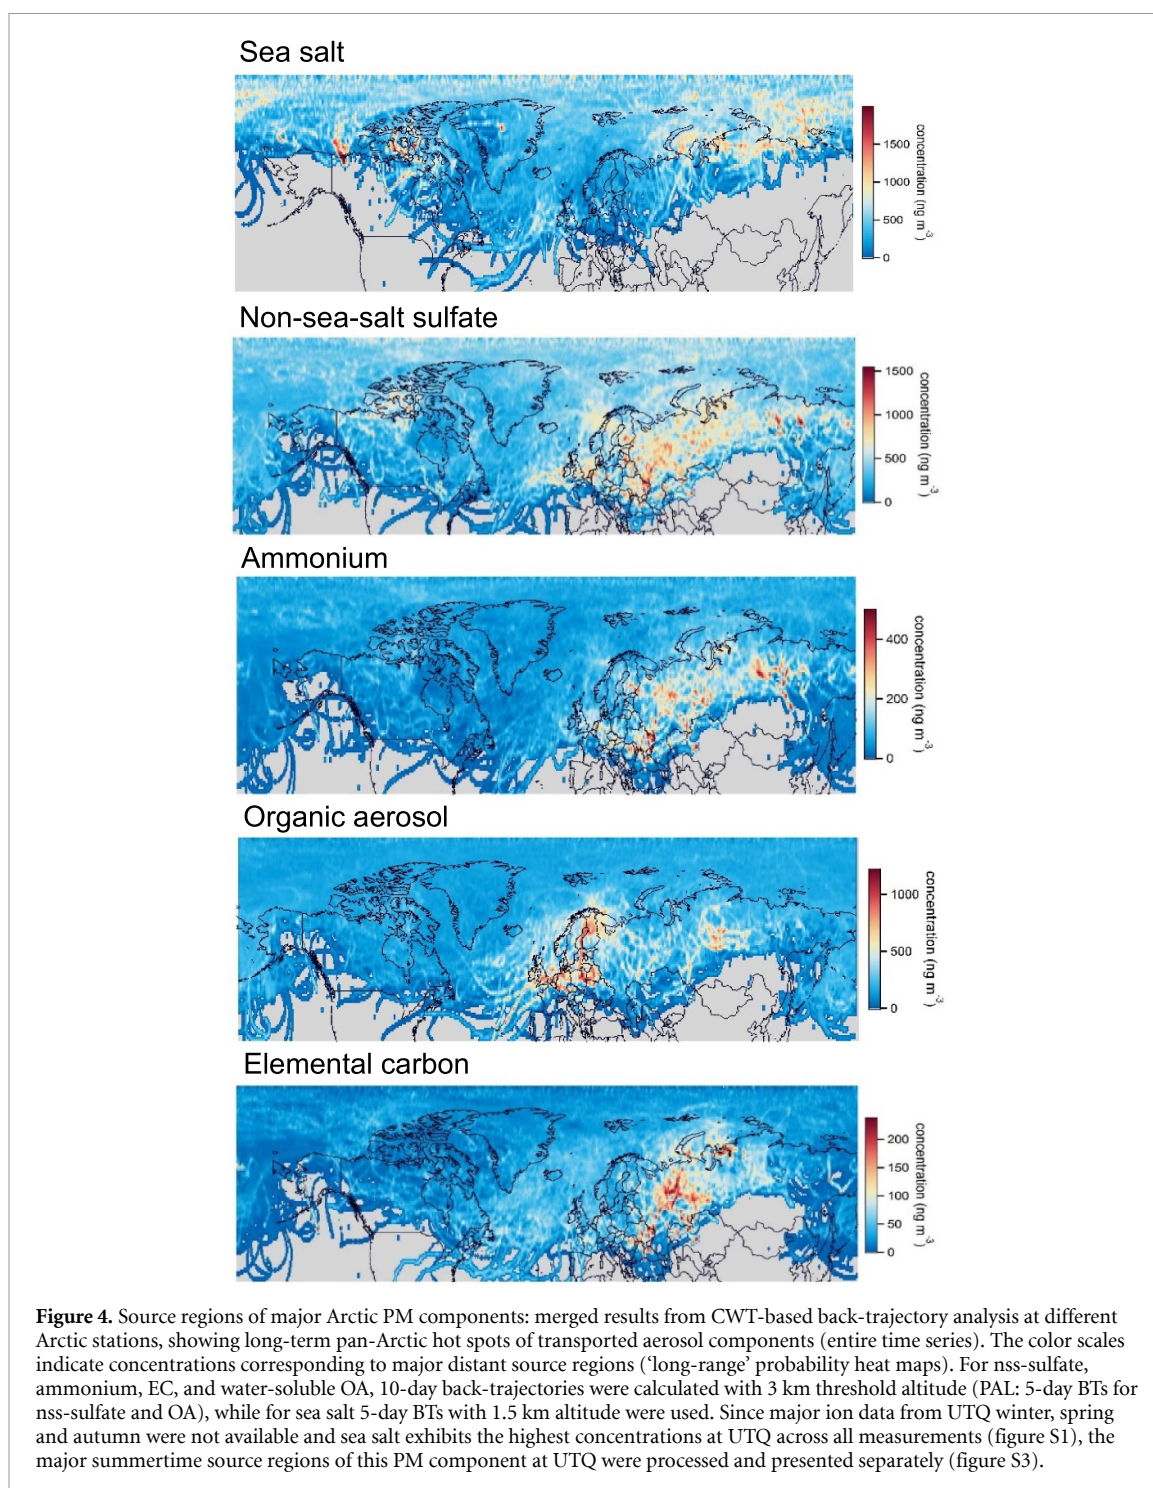 Sea salt
1500
1000
500
0
concentration (ng m-3)
Non-sea-salt sulfate
1500
1000
500
0
concentration (ng m-3)
Ammonium
400
200
0
concentration (ng m-3)
Organic aerosol
1000
500
0
concentration (ng m-3)
Elemental carbon
200
150
100
50
0
concentration (ng m-3)
Figure 4. Source regions of major Arctic PM components: merged results from CWT-based back-trajectory analysis at different
Arctic stations, showing long-term pan-Arctic hot spots of transported aerosol components (entire time series). The color scales
indicate concentrations corresponding to major distant source regions (‘long-range’ probability heat maps). For nss-sulfate,
ammonium, EC, and water-soluble OA, 10-day back-trajectories were calculated with 3 km threshold altitude (PAL: 5-day BTs for
nss-sulfate and OA), while for sea salt 5-day BTs with 1.5 km altitude were used. Since major ion data from UTQ winter, spring
and autumn were not available and sea salt exhibits the highest concentrations at UTQ across all measurements (figure S1), the
major summertime source regions of this PM component at UTQ were processed and presented separately (figure S3).